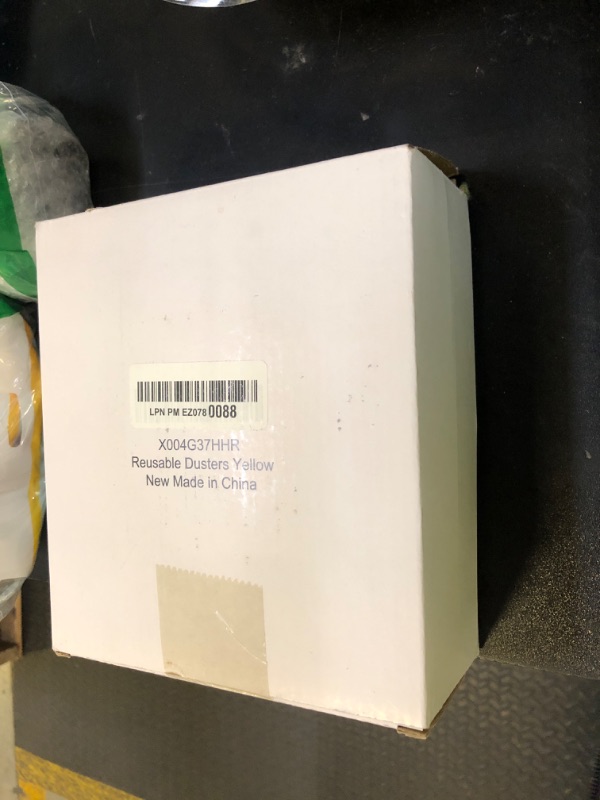 LPN PM EZ078 0088
X004G37HHR
Reusable Dusters Yellow
New Made in China